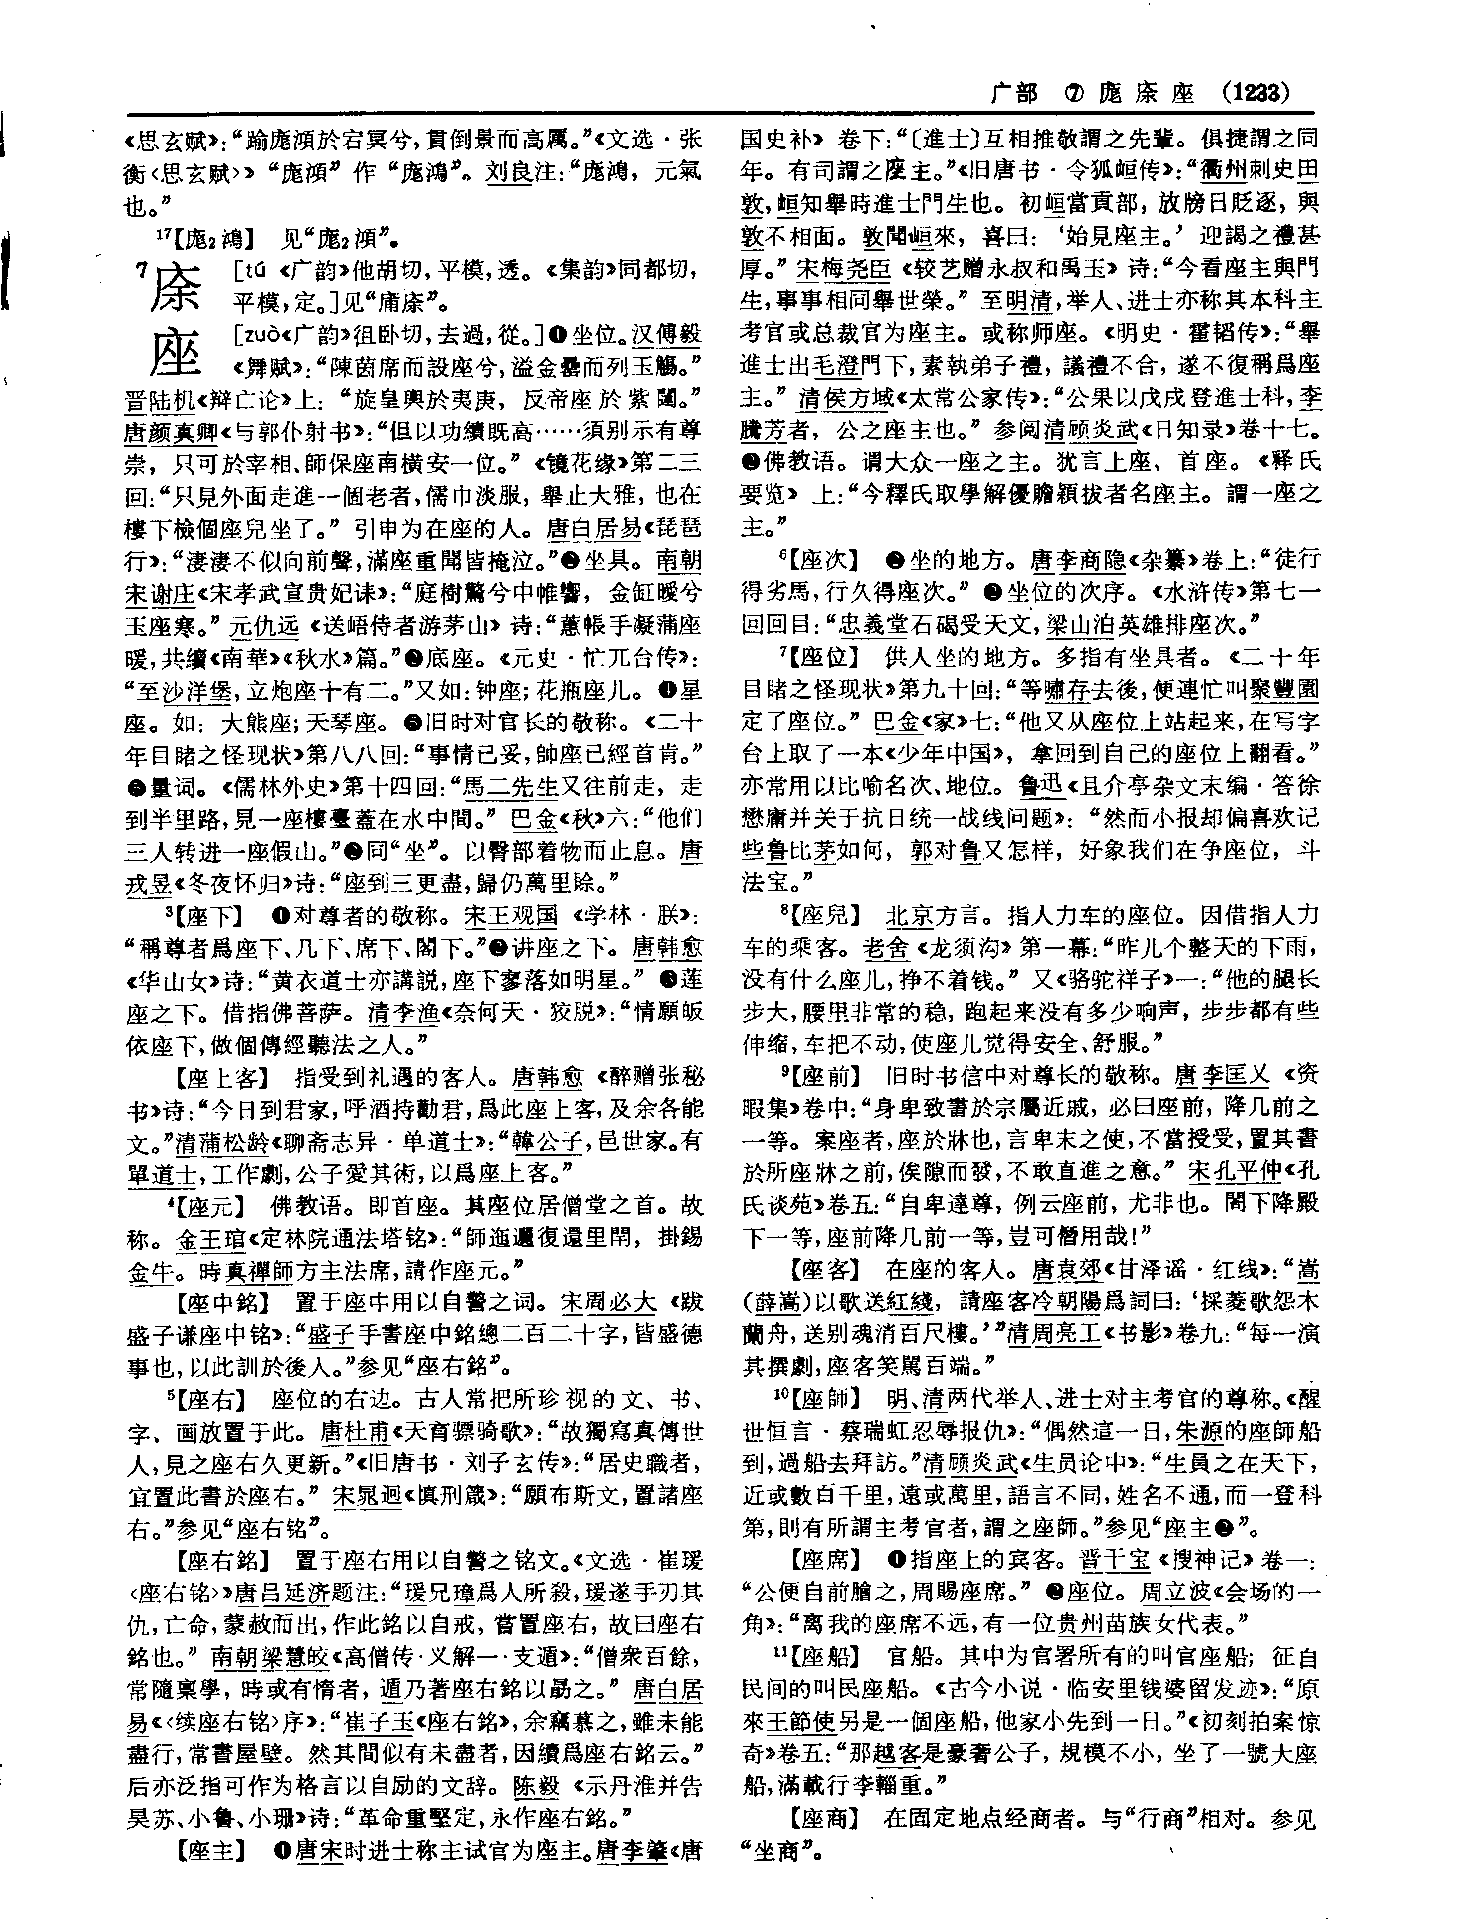 广部 ⑦ 庬 庩 座 (1233)
《思玄赋》：“踰庬澒於宕冥兮，貫倒景而高厲。”《文选·张
衡〈思玄赋〉》“庬澒”作“庬鴻”。刘良注：“庬鴻，元氣
也。”
17【庬2鴻】 见“庬2澒”。
7 庩 [tú《广韵》他胡切，平模，透。《集韵》同都切，
平模，定。]见“庯庩”。
座 [zuò《广韵》徂卧切，去過，從。]❶坐位。汉傅毅
《舞赋》：“陳茵席而設座兮，溢金罍而列玉觴。”
晋陆机《辩亡论》上：“旋皇輿於夷庚，反帝座於紫闥。”
唐颜真卿《与郭仆射书》：“但以功績既高……須别示有尊
崇，只可於宰相、師保座南横安一位。”《镜花缘》第二三
回：“只見外面走進一個老者，儒巾淡服，舉止大雅，也在
樓下檢個座兒坐了。”引申为在座的人。唐白居易《琵琶
行》：“淒淒不似向前聲，滿座重聞皆掩泣。”❷坐具。南朝
宋谢庄《宋孝武宣贵妃诔》：“庭樹驚兮中帷響，金釭曖兮
玉座寒。”元仇远《送峿侍者游茅山》诗：“蕙帳手凝蒲座
暖，共續《南華》《秋水》篇。”❸底座。《元史·忙兀台传》：
“至沙洋堡，立炮座十有二。”又如：钟座；花瓶座儿。❹星
座。如：大熊座；天琴座。❺旧时对官长的敬称。《二十
年目睹之怪现状》第八八回：“事情已妥，帥座已經首肯。”
❻量词。《儒林外史》第十四回：“馬二先生又往前走，走
到半里路，見一座樓臺蓋在水中間。”巴金《秋》六：“他们
三人转进一座假山。”❼同“坐”。以臀部着物而止息。唐
戎昱《冬夜怀归》诗：“座到三更盡，歸仍萬里賒。”
3【座下】 ❶对尊者的敬称。宋王观国《学林·朕》：
“稱尊者爲座下、几下、席下、閣下。”❷讲座之下。唐韩愈
《华山女》诗：“黄衣道士亦講説，座下寥落如明星。”❸莲
座之下。借指佛菩萨。清李渔《奈何天·狡脱》：“情願皈
依座下，做個傳經聽法之人。”
【座上客】 指受到礼遇的客人。唐韩愈《醉赠张秘
书》诗：“今日到君家，呼酒持勸君，爲此座上客，及余各能
文。”清蒲松龄《聊斋志异·单道士》：“韓公子，邑世家。有
單道士，工作劇，公子愛其術，以爲座上客。”
4【座元】 佛教语。即首座。其座位居僧堂之首。故
称。金王琯《定林院通法塔铭》：“師迤邐復還里閈，掛錫
金牛。時真禪師方主法席，請作座元。”
【座中銘】 置于座中用以自警之词。宋周必大《跋
盛子谦座中铭》：“盛子手書座中銘總二百二十字，皆盛德
事也，以此訓於後人。”参见“座右銘”。
5【座右】 座位的右边。古人常把所珍视的文、书、
字、画放置于此。唐杜甫《天育骠骑歌》：“故獨寫真傳世
人，見之座右久更新。”《旧唐书·刘子玄传》：“居史職者，
宜置此書於座右。”宋晁迥《慎刑箴》：“願布斯文，置諸座
右。”参见“座右铭”。
【座右銘】 置于座右用以自警之铭文。《文选·崔瑗
〈座右铭〉》唐吕延济题注：“瑗兄璋爲人所殺，瑗遂手刃其
仇，亡命，蒙赦而出，作此銘以自戒，嘗置座右，故曰座右
銘也。”南朝梁慧皎《高僧传·义解一·支遁》：“僧衆百餘，
常隨稟學，時或有惰者，遁乃著座右銘以勗之。”唐白居
易《〈续座右铭〉序》：“崔子玉《座右銘》，余竊慕之，雖未能
盡行，常書屋壁。然其間似有未盡者，因續爲座右銘云。”
后亦泛指可作为格言以自励的文辞。陈毅《示丹淮并告
昊苏、小鲁、小珊》诗：“革命重堅定，永作座右銘。”
【座主】 ❶唐宋时进士称主试官为座主。唐李肇《唐
国史补》卷下：“〔進士〕互相推敬謂之先輩。俱捷謂之同
年。有司謂之座主。”《旧唐书·令狐峘传》：“衢州刺史田
敦，峘知舉時進士門生也。初峘當貢部，放牓日貶逐，與
敦不相面。敦聞峘來，喜曰：‘始見座主。’迎謁之禮甚
厚。”宋梅尧臣《较艺赠永叔和禹玉》诗：“今看座主與門
生，事事相同舉世榮。”至明清，举人、进士亦称其本科主
考官或总裁官为座主。或称师座。《明史·霍韬传》：“舉
進士出毛澄門下，素執弟子禮，議禮不合，遂不復稱爲座
主。”清侯方域《太常公家传》：“公果以戊戌登進士科，李
騰芳者，公之座主也。”参阅清顾炎武《日知录》卷十七。
❷佛教语。谓大众一座之主。犹言上座、首座。《释氏
要览》上：“今釋氏取學解優贍穎拔者名座主。謂一座之
主。”
6【座次】 ❶坐的地方。唐李商隐《杂纂》卷上：“徒行
得劣馬，行久得座次。”❷坐位的次序。《水浒传》第七一
回回目：“忠義堂石碣受天文，梁山泊英雄排座次。”
7【座位】 供人坐的地方。多指有坐具者。《二十年
目睹之怪现状》第九十回：“等嘯存去後，便連忙叫聚豐園
定了座位。”巴金《家》七：“他又从座位上站起来，在写字
台上取了一本《少年中国》，拿回到自己的座位上翻看。”
亦常用以比喻名次、地位。鲁迅《且介亭杂文末编·答徐
懋庸并关于抗日统一战线问题》：“然而小报却偏喜欢记
些鲁比茅如何，郭对鲁又怎样，好象我们在争座位，斗
法宝。”
8【座兒】 北京方言。指人力车的座位。因借指人力
车的乘客。老舍《龙须沟》第一幕：“昨儿个整天的下雨，
没有什么座儿，挣不着钱。”又《骆驼祥子》一：“他的腿长
步大，腰里非常的稳，跑起来没有多少响声，步步都有些
伸缩，车把不动，使座儿觉得安全、舒服。”
9【座前】 旧时书信中对尊长的敬称。唐李匡乂《资
暇集》卷中：“身卑致書於宗屬近戚，必曰座前，降几前之
一等。案座者，座於牀也，言卑末之使，不當授受，置其書
於所座牀之前，俟隙而發，不敢直進之意。”宋孔平仲《孔
氏谈苑》卷五：“自卑達尊，例云座前，尤非也。閣下降殿
下一等，座前降几前一等，豈可僭用哉！”
【座客】 在座的客人。唐袁郊《甘泽谣·红线》：“嵩
(薛嵩)以歌送紅綫，請座客冷朝陽爲詞曰：‘採菱歌怨木
蘭舟，送别魂消百尺樓。’”清周亮工《书影》卷九：“每一演
其撰劇，座客笑駡百端。”
10【座師】 明、清两代举人、进士对主考官的尊称。《醒
世恒言·蔡瑞虹忍辱报仇》：“偶然這一日，朱源的座師船
到，過船去拜訪。”清顾炎武《生员论中》：“生員之在天下，
近或數百千里，遠或萬里，語言不同，姓名不通，而一登科
第，則有所謂主考官者，謂之座師。”参见“座主❶”。
【座席】 ❶指座上的宾客。晋干宝《搜神记》卷一：
“公便自前膾之，周賜座席。”❷座位。周立波《会场的一
角》：“离我的座席不远，有一位贵州苗族女代表。”
11【座船】 官船。其中为官署所有的叫官座船；征自
民间的叫民座船。《古今小说·临安里钱婆留发迹》：“原
來王節使另是一個座船，他家小先到一日。”《初刻拍案惊
奇》卷五：“那越客是豪奢公子，規模不小，坐了一號大座
船，滿載行李輜重。”
【座商】 在固定地点经商者。与“行商”相对。参见
“坐商”。